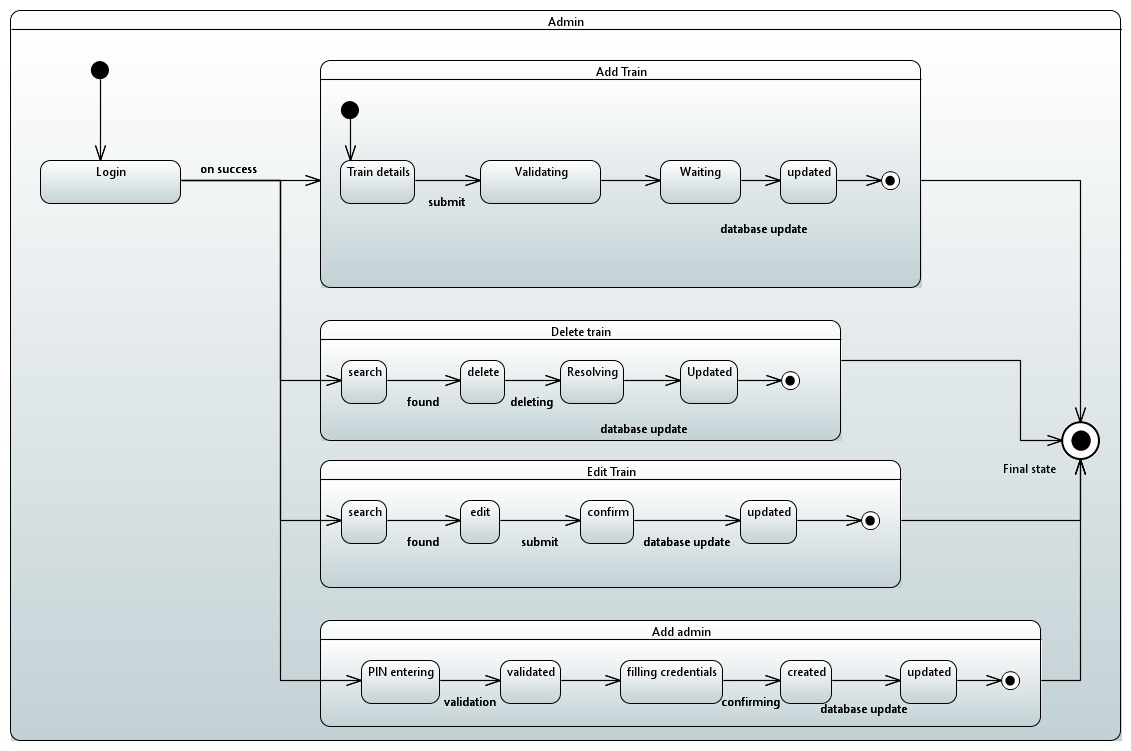 Admin
Add Train
Login
on success
Train details
Validating
Waiting
updated
submit
database update
Delete train
search
delete
Resolving
Updated
found
deleting
database update
Final state
Edit Train
search
edit
confirm
updated
found
submit
database update
Add admin
PIN entering
validated
filling credentials
created
updated
validation
confirming
database update